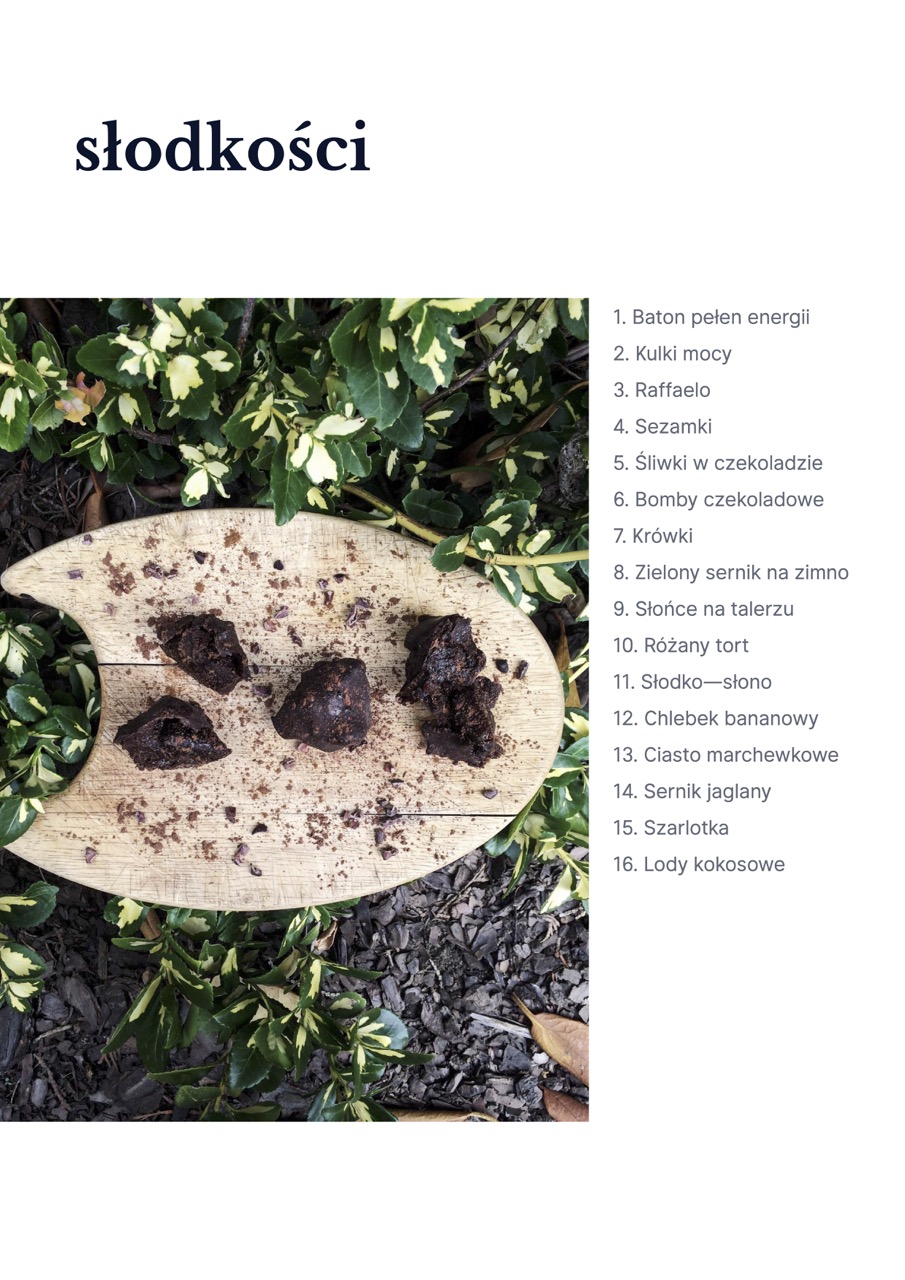 słodkości
1. Baton pełen energii
2. Kulki mocy
3. Raffaelo
4. Sezamki
5. Śliwki w czekoladzie
6. Bomby czekoladowe
7. Krówki
8. Zielony sernik na zimno
9. Słońce na talerzu
10. Różany tort
11. Słodko—słono
12. Chlebek bananowy
13. Ciasto marchewkowe
14. Sernik jaglany
15. Szarlotka
16. Lody kokosowe